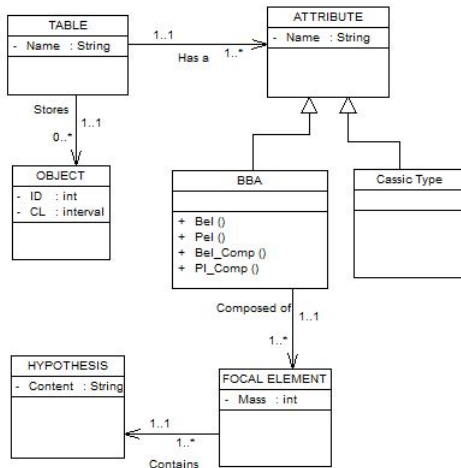 TABLE
- Name : String
1..1
Has a
1..*
ATTRIBUTE
- Name : String
Stores
1..1
0..*
OBJECT
- ID : int
- CL : interval
BBA
+ Bel ()
+ Pel ()
+ Bel_Comp ()
+ Pl_Comp ()
Cassic Type
Composed of
1..1
1..*
HYPOTHESIS
- Content : String
1..1
1..*
Contains
FOCAL ELEMENT
- Mass : int